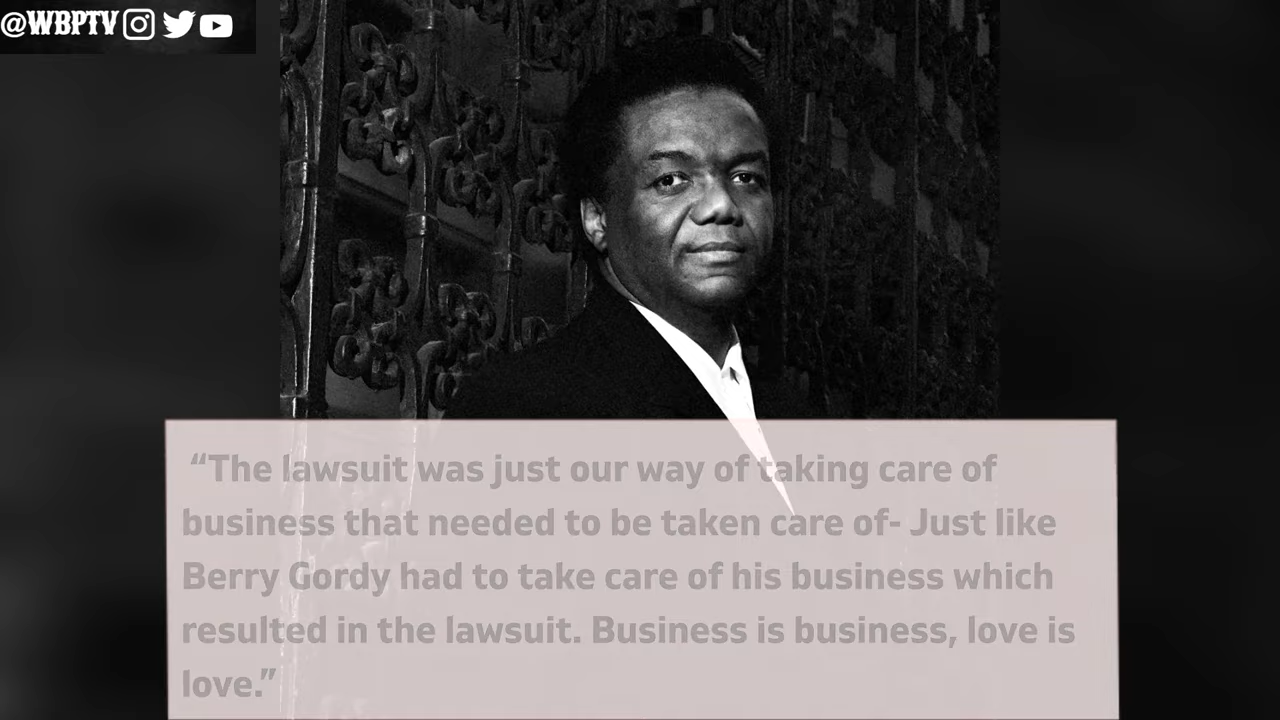 @WBPTV
“The lawsuit was just our way of taking care of
business that needed to be taken care of- Just like
Berry Gordy had to take care of his business which
resulted in the lawsuit. Business is business, love is
love.”